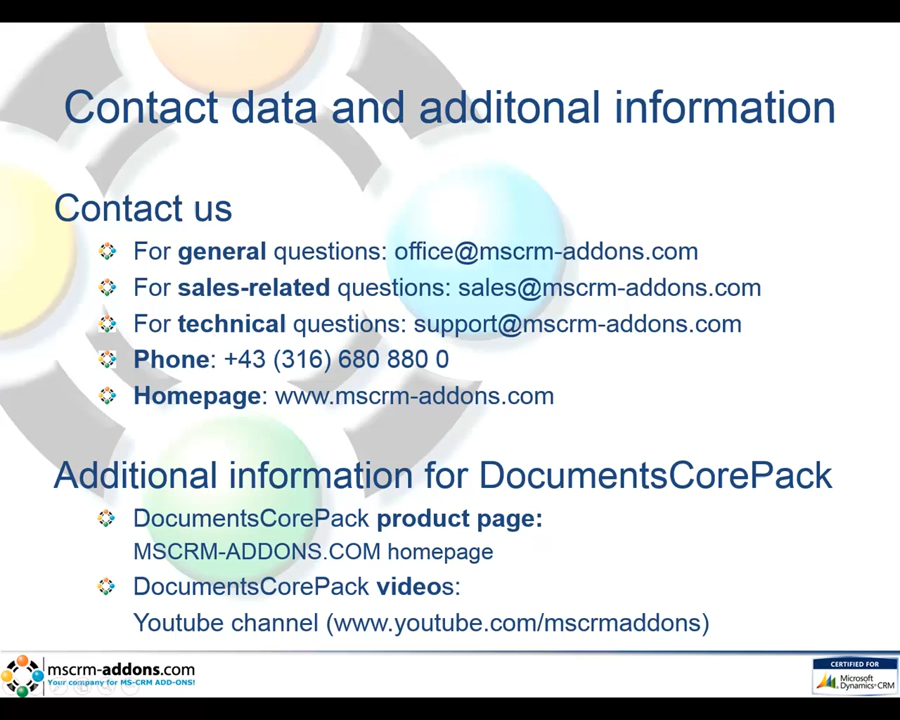 Contact data and additonal information
Contact us
For general questions: office@mscrm-addons.com
For sales-related questions: sales@mscrm-addons.com
For technical questions: support@mscrm-addons.com
Phone: +43 (316) 680 880 0
Homepage: www.mscrm-addons.com
Additional information for DocumentsCorePack
DocumentsCorePack product page:
MSCRM-ADDONS.COM homepage
DocumentsCorePack videos:
Youtube channel (www.youtube.com/mscrmaddons)
mscrm-addons.com
Your company for MS-CRM ADD-ONS!
CERTIFIED FOR
Microsoft
Dynamics CRM